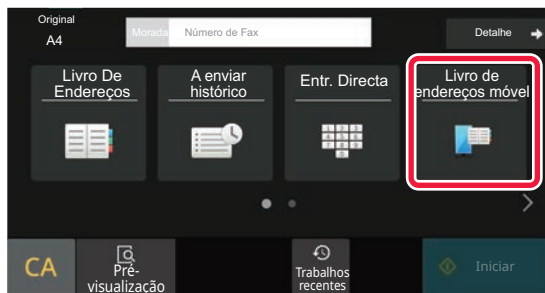 Original
A4
Morada
Número de Fax
Detalhe
Livro De
Endereços
A enviar
histórico
Entr. Directa
Livro de
endereços móvel
CA
Pré-
visualização
Trabalhos
recentes
Iniciar